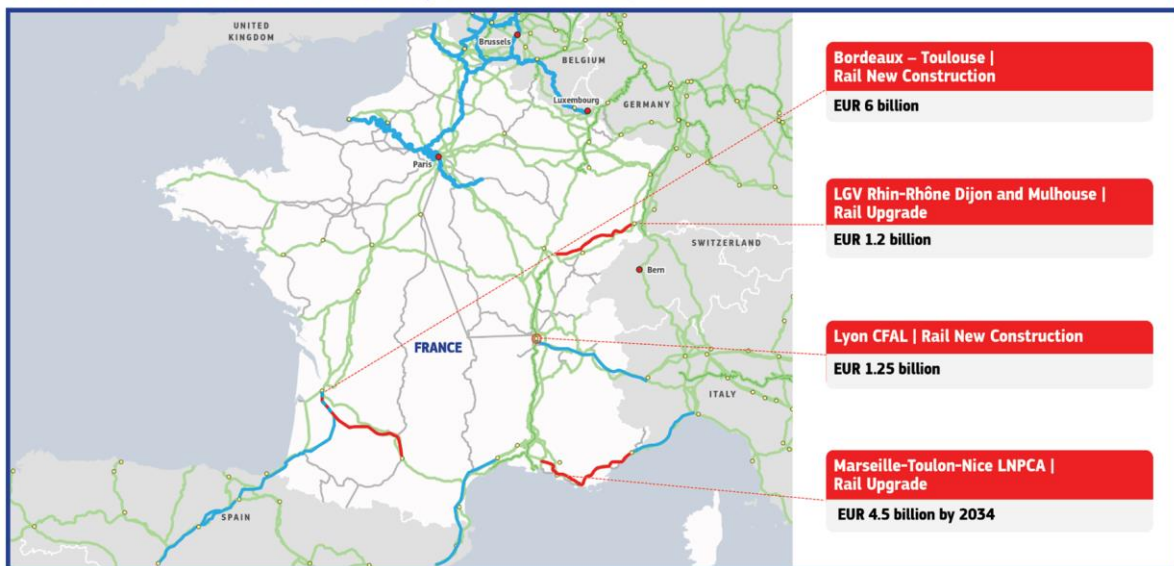 UNITED
KINGDOM
Brussels
BELGIUM
Luxembourg
GERMANY
Paris
SWITZERLAND
Bern
FRANCE
ITALY
SPAIN
Bordeaux – Toulouse |
Rail New Construction
EUR 6 billion
LGV Rhin-Rhône Dijon and Mulhouse |
Rail Upgrade
EUR 1.2 billion
Lyon CFAL | Rail New Construction
EUR 1.25 billion
Marseille-Toulon-Nice LNPCA |
Rail Upgrade
EUR 4.5 billion by 2034